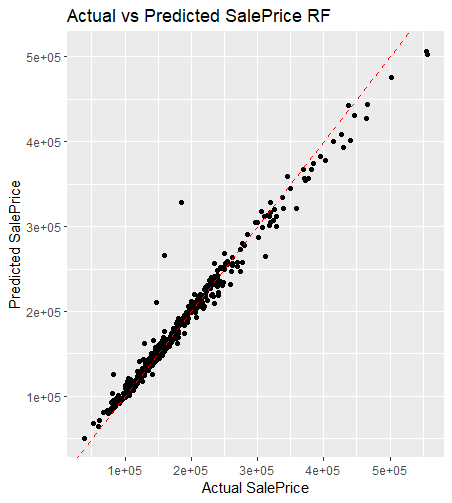 Actual vs Predicted SalePrice RF
5e+05
4e+05
3e+05
2e+05
1e+05
Predicted SalePrice
1e+05 2e+05 3e+05 4e+05 5e+05
Actual SalePrice